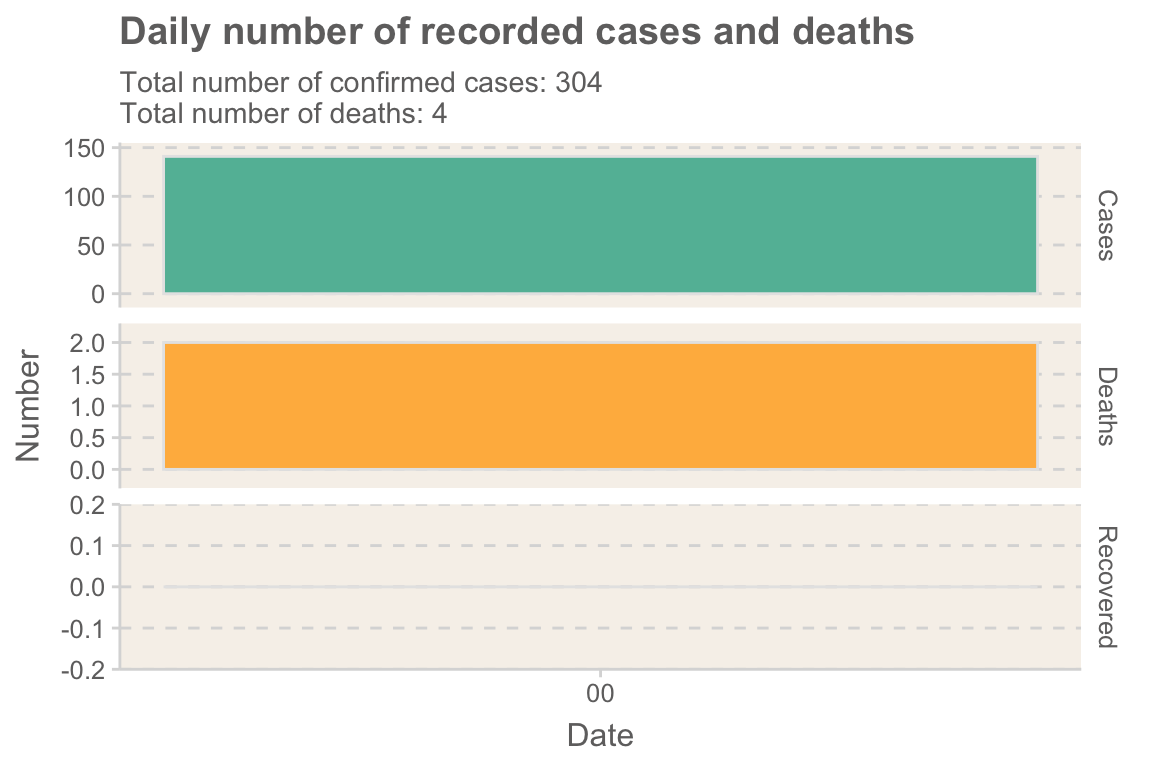 Daily number of recorded cases and deaths
Total number of confirmed cases: 304
Total number of deaths: 4
150
100
50
0
Cases
2.0
1.5
1.0
0.5
0.0
Deaths
0.2
0.1
0.0
-0.1
-0.2
Recovered
Number
00
Date